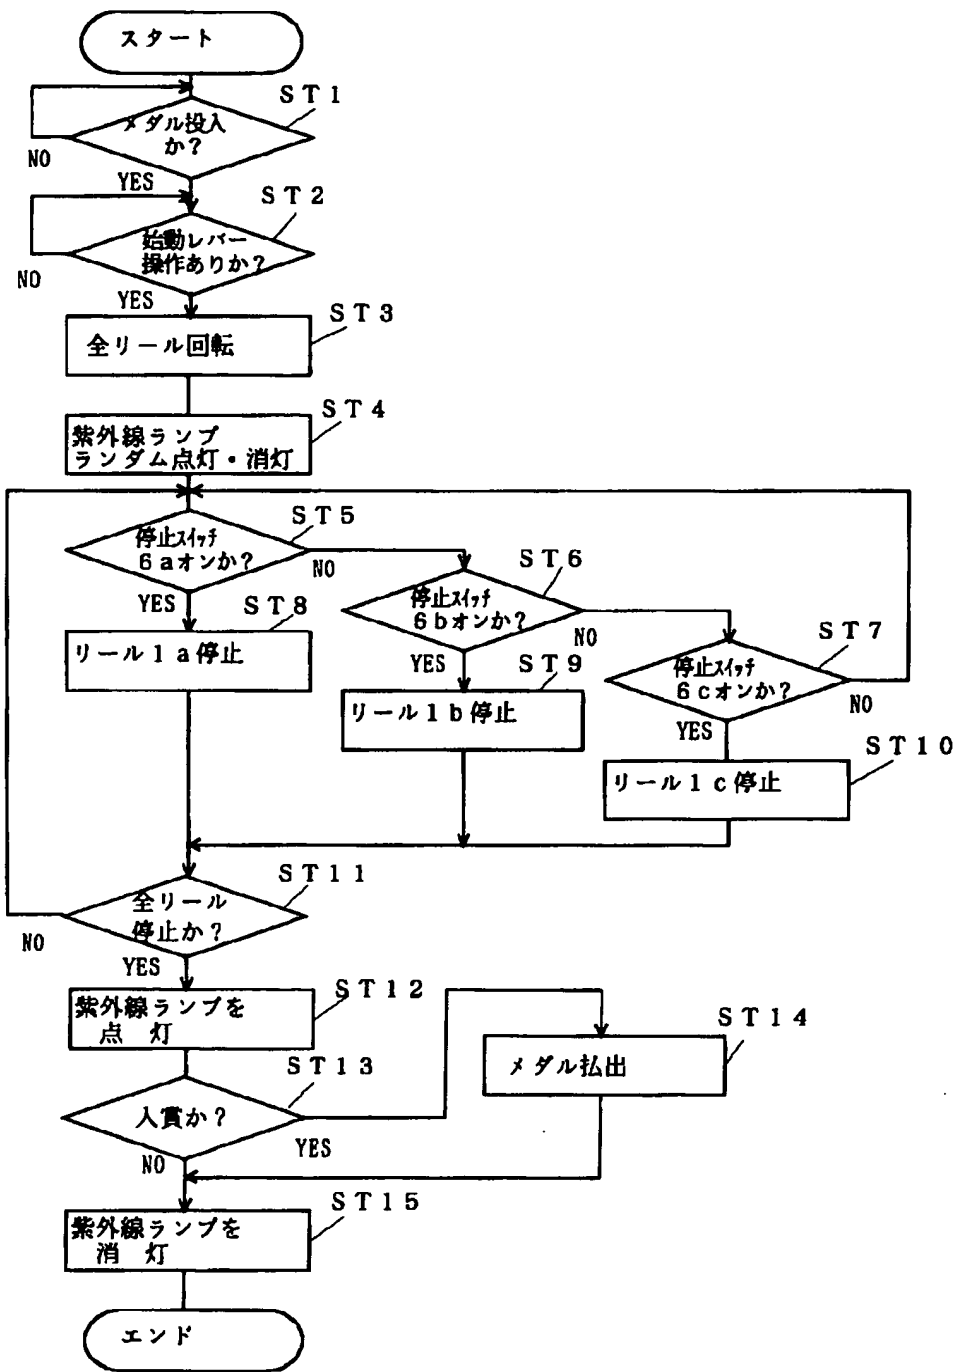 スタート
ST1
メダル投入
か?
NO
YES
ST2
始動レバー
操作ありか?
NO
YES
ST3
全リール回転
ST4
紫外線ランプ
ランダム点灯・消灯
ST5
停止スイッチ
6aオンか?
NO
YES
ST6
停止スイッチ
6bオンか?
NO
YES
ST7
停止スイッチ
6cオンか?
NO
YES
ST8
リール1a停止
ST9
リール1b停止
ST10
リール1c停止
ST11
全リール
停止か?
NO
YES
ST12
紫外線ランプを
点 灯
ST13
入賞か?
YES
NO
ST14
メダル払出
ST15
紫外線ランプを
消 灯
エンド